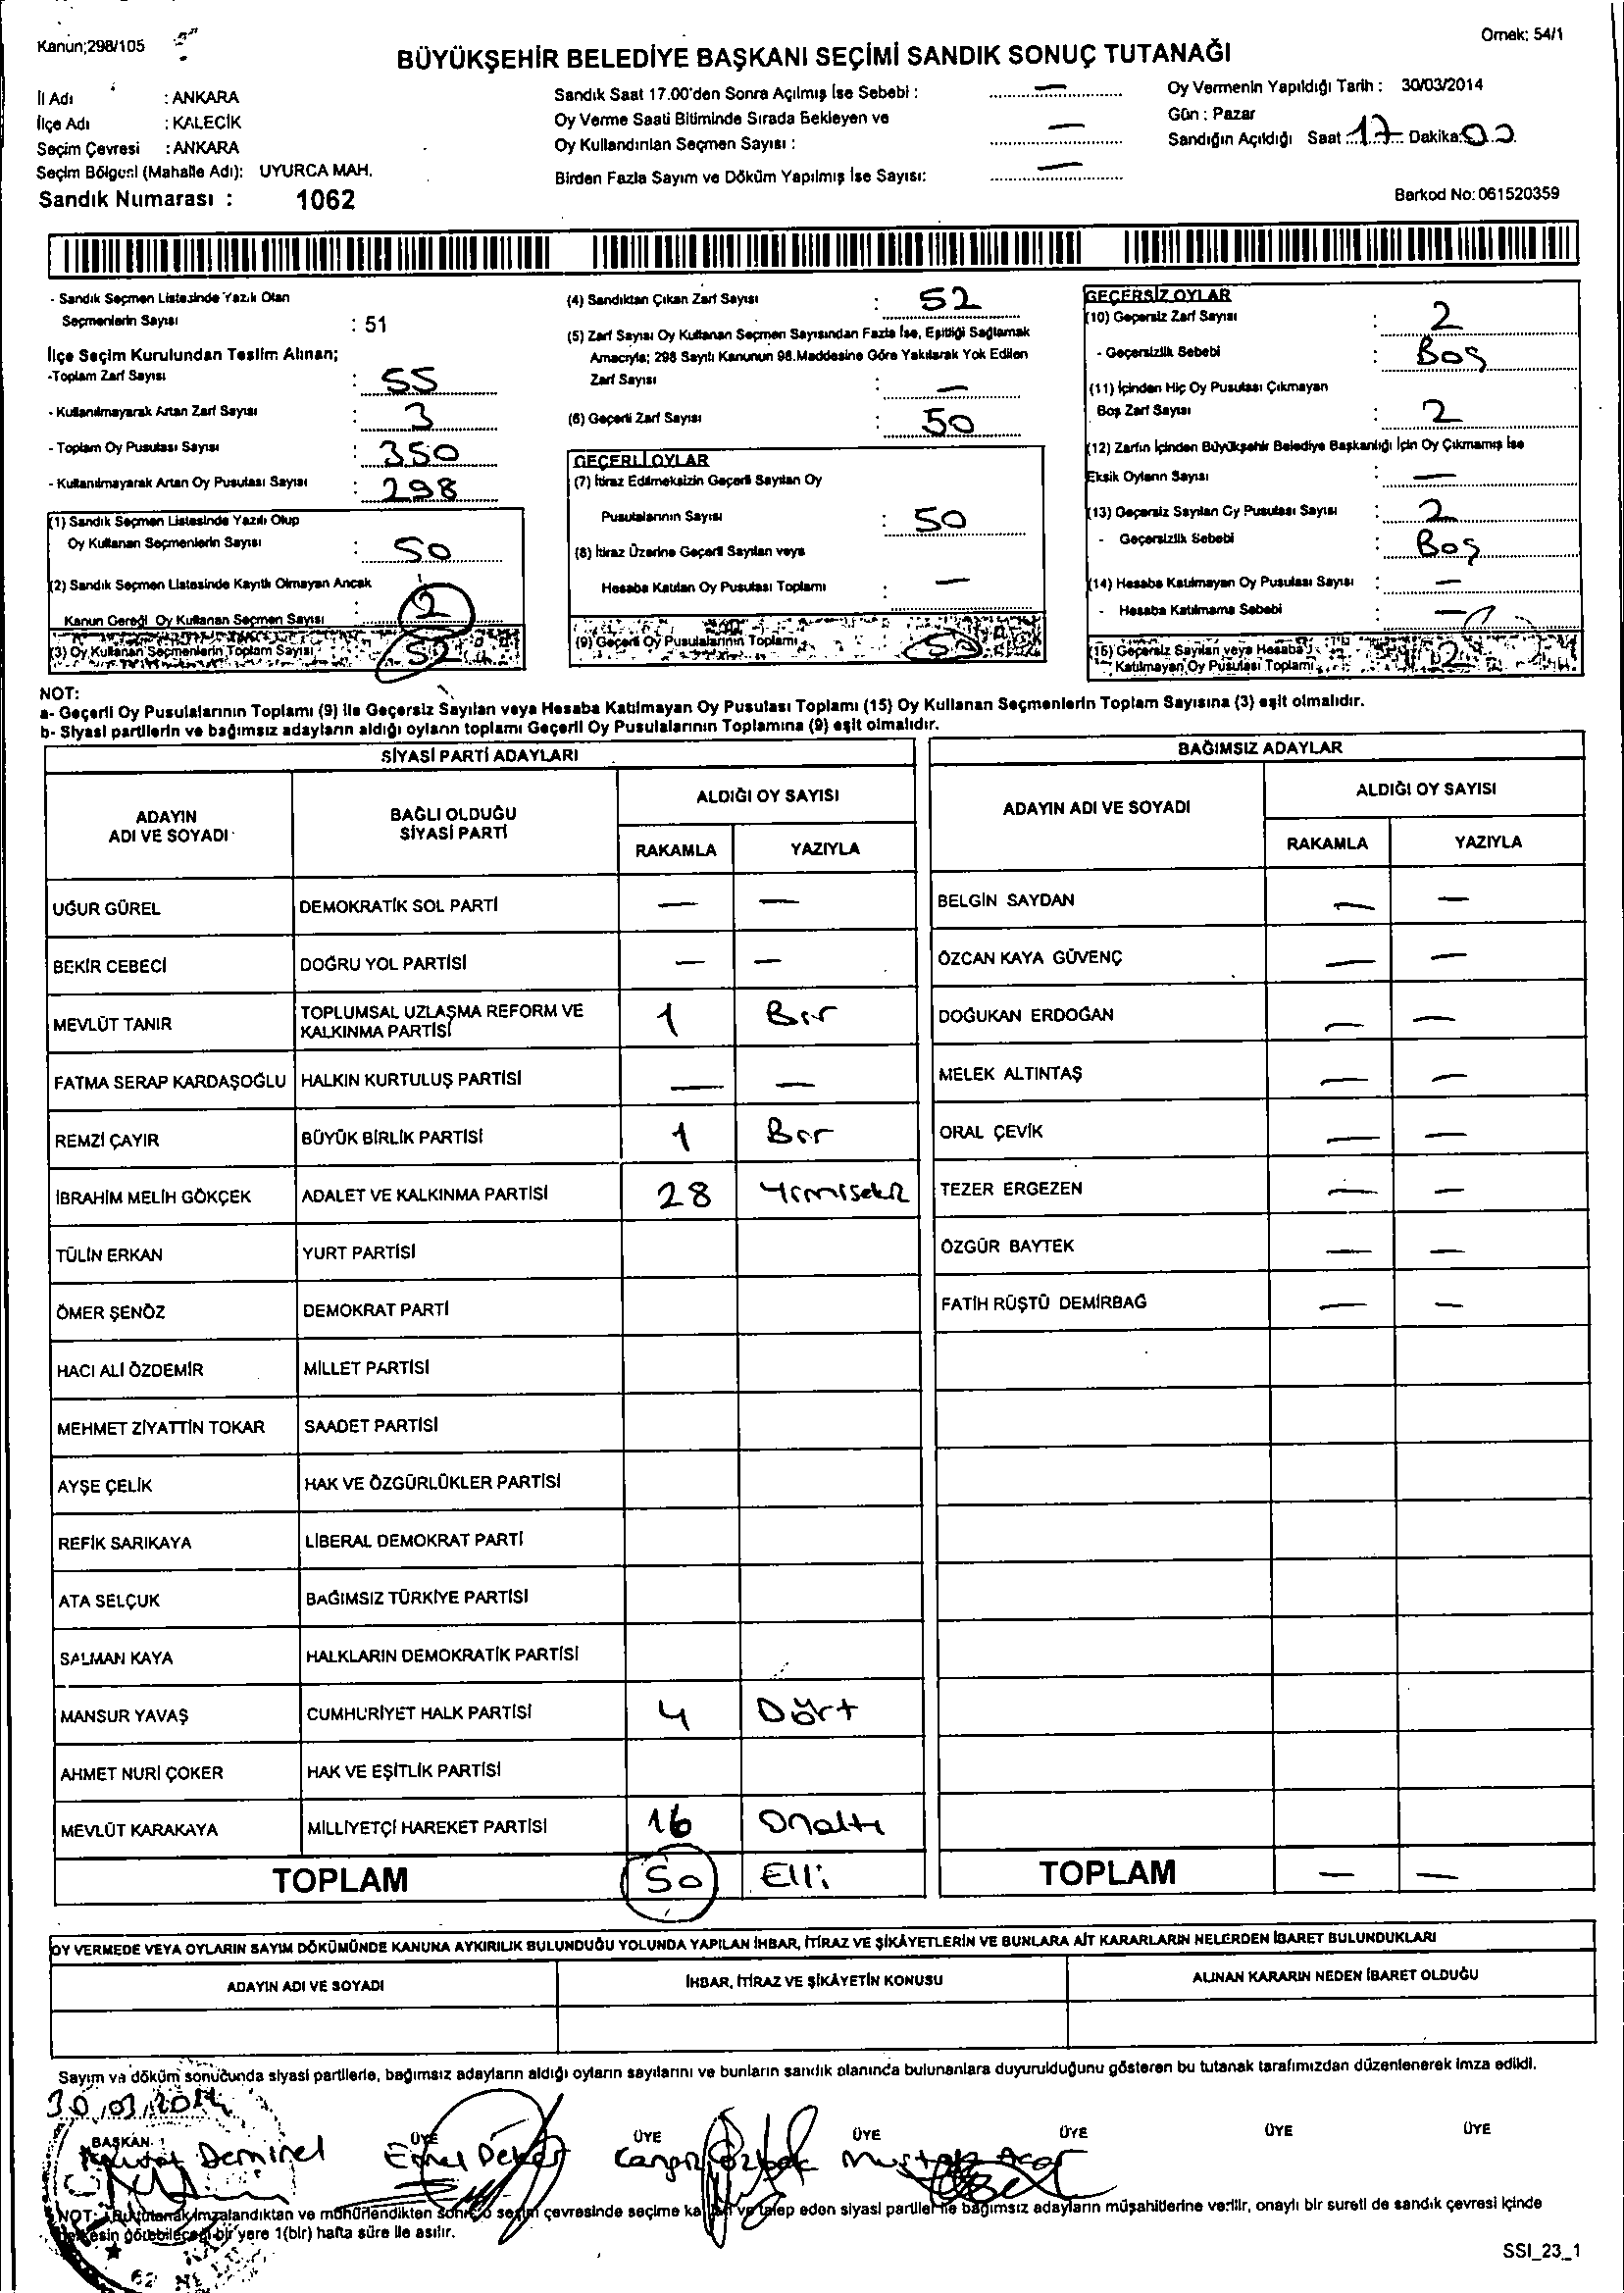 Kanun;298/105
Örnek: 54/1
BÜYÜKŞEHİR BELEDİYE BAŞKANI SEÇİMİ SANDIK SONUÇ TUTANAĞI
İl Adı : ANKARA
İlçe Adı : KALECİK
Seçim Çevresi : ANKARA
Seçim Bölgesi (Mahalle Adı): UYURCA MAH.
Sandık Numarası : 1062
Sandık Saat 17.00'den Sonra Açılmış İse Sebebi : —
Oy Verme Saati Bitiminde Sırada Bekleyen ve
Oy Kullandırılan Seçmen Sayısı : —
Birden Fazla Sayım ve Döküm Yapılmış İse Sayısı: —
Oy Vermenin Yapıldığı Tarih : 30/03/2014
Gün : Pazar
Sandığın Açıldığı Saat 17 Dakika: 00
Barkod No: 061520359
- Sandık Seçmen Listesinde Yazılı Olan
Seçmenlerin Sayısı : 51
İlçe Seçim Kurulundan Teslim Alınan;
-Toplam Zarf Sayısı : 55
- Kullanılmayarak Artan Zarf Sayısı : 3
- Toplam Oy Pusulası Sayısı : 350
- Kullanılmayarak Artan Oy Pusulası Sayısı : 298
(1) Sandık Seçmen Listesinde Yazılı Olup
Oy Kullanan Seçmenlerin Sayısı : 50
(2) Sandık Seçmen Listesinde Kayıtlı Olmayan Ancak
Kanun Gereği Oy Kullanan Seçmen Sayısı : 2
(3) Oy Kullanan Seçmenlerin Toplam Sayısı 52
(4) Sandıktan Çıkan Zarf Sayısı : 52
(5) Zarf Sayısı Oy Kullanan Seçmen Sayısından Fazla İse, Eşitliği Sağlamak
Amacıyla; 298 Sayılı Kanunun 98.Maddesine Göre Yakılarak Yok Edilen
Zarf Sayısı : —
(6) Geçerli Zarf Sayısı : 50
GEÇERLİ OYLAR
(7) İtiraz Edilmeksizin Geçerli Sayılan Oy
Pusulalarının Sayısı : 50
(8) İtiraz Üzerine Geçerli Sayılan veya
Hesaba Katılan Oy Pusulası Toplamı : —
(9) Geçerli Oy Pusulalarının Toplamı 50
GEÇERSİZ OYLAR
(10) Geçersiz Zarf Sayısı : 2
- Geçersizlik Sebebi : Boş
(11) İçinden Hiç Oy Pusulası Çıkmayan
Boş Zarf Sayısı : 2
(12) Zarfın İçinden Büyükşehir Belediye Başkanlığı İçin Oy Çıkmamış İse
Eksik Oyların Sayısı : —
(13) Geçersiz Sayılan Oy Pusulası Sayısı : 2
- Geçersizlik Sebebi : Boş
(14) Hesaba Katılmayan Oy Pusulası Sayısı : —
- Hesaba Katılmama Sebebi : —
(15) Geçersiz Sayılan veya Hesaba
Katılmayan Oy Pusulası Toplamı 2
NOT:
a- Geçerli Oy Pusulalarının Toplamı (9) ile Geçersiz Sayılan veya Hesaba Katılmayan Oy Pusulası Toplamı (15) Oy Kullanan Seçmenlerin Toplam Sayısına (3) eşit olmalıdır.
b- Siyasi partilerin ve bağımsız adayların aldığı oyların toplamı Geçerli Oy Pusulalarının Toplamına (9) eşit olmalıdır.
SİYASİ PARTİ ADAYLARI
ADAYIN ADI VE SOYADI BAĞLI OLDUĞU SİYASİ PARTİ ALDIĞI OY SAYISI
RAKAMLA YAZIYLA
UĞUR GÜREL DEMOKRATİK SOL PARTİ — —
BEKİR CEBECİ DOĞRU YOL PARTİSİ — —
MEVLÜT TANIR TOPLUMSAL UZLAŞMA REFORM VE KALKINMA PARTİSİ 1 Bir
FATMA SERAP KARDAŞOĞLU HALKIN KURTULUŞ PARTİSİ — —
REMZİ ÇAYIR BÜYÜK BİRLİK PARTİSİ 1 Bir
İBRAHİM MELİH GÖKÇEK ADALET VE KALKINMA PARTİSİ 28 Yirmisekiz
TÜLİN ERKAN YURT PARTİSİ
ÖMER ŞENÖZ DEMOKRAT PARTİ
HACI ALİ ÖZDEMİR MİLLET PARTİSİ
MEHMET ZİYATTİN TOKAR SAADET PARTİSİ
AYŞE ÇELİK HAK VE ÖZGÜRLÜKLER PARTİSİ
REFİK SARIKAYA LİBERAL DEMOKRAT PARTİ
ATA SELÇUK BAĞIMSIZ TÜRKİYE PARTİSİ
SALMAN KAYA HALKLARIN DEMOKRATİK PARTİSİ
MANSUR YAVAŞ CUMHURİYET HALK PARTİSİ 4 Dört
AHMET NURİ ÇOKER HAK VE EŞİTLİK PARTİSİ
MEVLÜT KARAKAYA MİLLİYETÇİ HAREKET PARTİSİ 16 Onaltı
TOPLAM 50 Elli
BAĞIMSIZ ADAYLAR
ADAYIN ADI VE SOYADI ALDIĞI OY SAYISI
RAKAMLA YAZIYLA
BELGİN SAYDAN — —
ÖZCAN KAYA GÜVENÇ — —
DOĞUKAN ERDOĞAN — —
MELEK ALTINTAŞ — —
ORAL ÇEVİK — —
TEZER ERGEZEN — —
ÖZGÜR BAYTEK — —
FATİH RÜŞTÜ DEMİRBAĞ — —
TOPLAM — —
OY VERMEDE VEYA OYLARIN SAYIM DÖKÜMÜNDE KANUNA AYKIRILIK BULUNDUĞU YOLUNDA YAPILAN İHBAR, İTİRAZ VE ŞİKÂYETLERİN VE BUNLARA AİT KARARLARIN NELERDEN İBARET BULUNDUKLARI
ADAYIN ADI VE SOYADI İHBAR, İTİRAZ VE ŞİKÂYETİN KONUSU ALINAN KARARIN NEDEN İBARET OLDUĞU
Sayım ve döküm sonucunda siyasi partilerle, bağımsız adayların aldığı oyların sayılarını ve bunların sandık alanında bulunanlara duyurulduğunu gösteren bu tutanak tarafımızdan düzenlenerek imza edildi.
30/03/2014
BAŞKAN ÜYE ÜYE ÜYE ÜYE ÜYE ÜYE
Demirel Mustafa Acar
NOT: Bu tutanak imzalandıktan ve mühürlendikten sonra o seçim çevresinde seçime katılan ve talep eden siyasi partiler ile bağımsız adayların müşahitlerine verilir, onaylı bir sureti de sandık çevresi içinde
herkesin görebileceği bir yere 1(bir) hafta süre ile asılır.
SSI_23_1